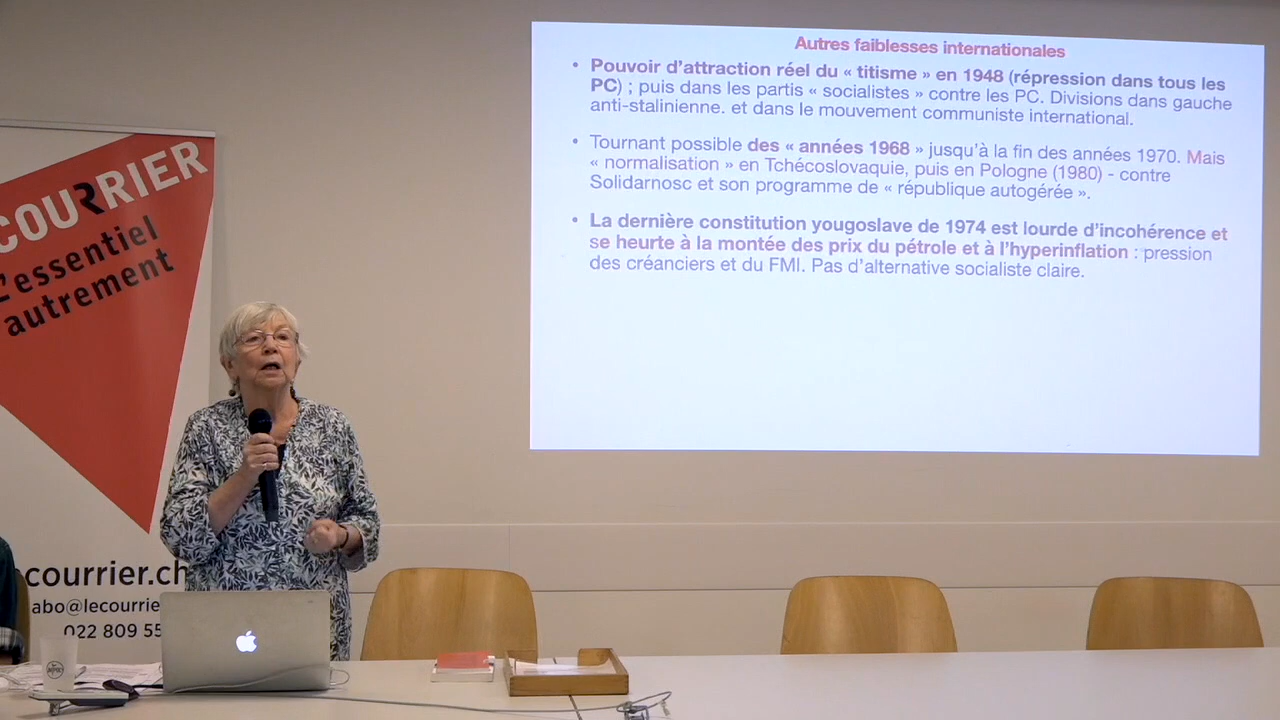 Autres faiblesses internationales
• Pouvoir d'attraction réel du « titisme » en 1948 (répression dans tous les
PC) ; puis dans les partis « socialistes » contre les PC. Divisions dans gauche
anti-stalinienne. et dans le mouvement communiste international.
• Tournant possible des « années 1968 » jusqu'à la fin des années 1970. Mais
« normalisation » en Tchécoslovaquie, puis en Pologne (1980) - contre
Solidarnosc et son programme de « république autogérée ».
• La dernière constitution yougoslave de 1974 est lourde d'incohérence et
se heurte à la montée des prix du pétrole et à l'hyperinflation : pression
des créanciers et du FMI. Pas d'alternative socialiste claire.
COURRIER
L'essentiel
autrement
courrier.ch
abo@lecourrie
022 809 55